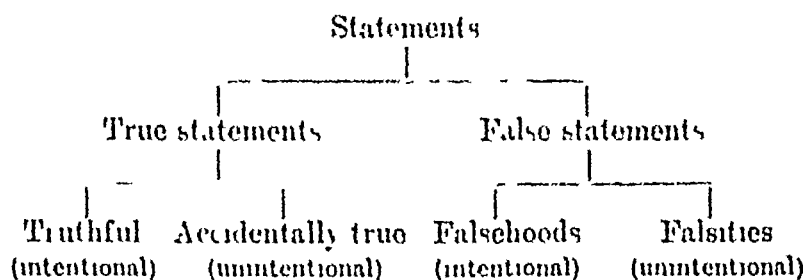 Statements
True statements False statements
Truthful Accidentally true Falsehoods Falsities
(intentional) (unintentional) (intentional) (unintentional)